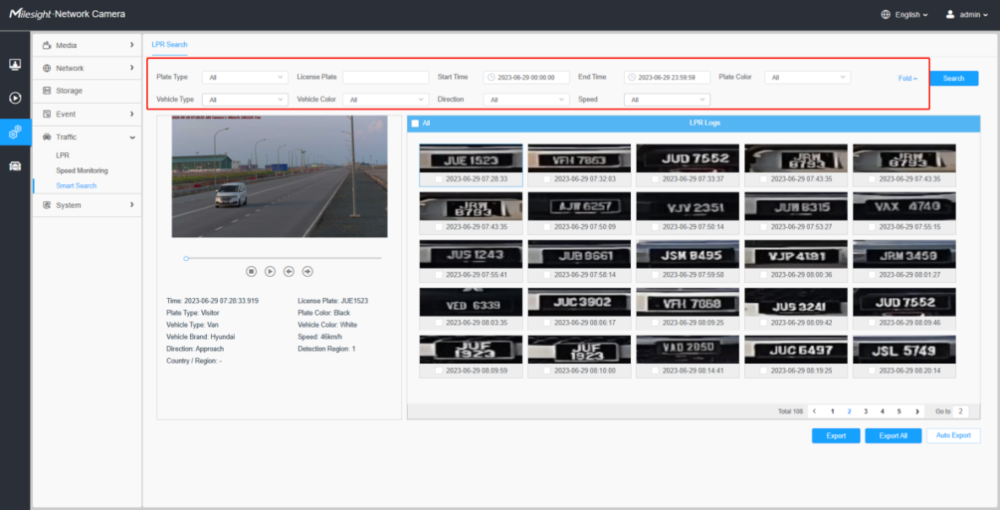 Milesight-Network Camera
English
admin
Media
Network
Storage
Event
Traffic
LPR
Speed Monitoring
Smart Search
System
LPR Search
Plate Type All License Plate Start Time 2023-06-29 00:00:00 End Time 2023-06-29 23:59:59 Plate Color All Fold Search
Vehicle Type All Vehicle Color All Direction All Speed All
Time: 2023-06-29 07:28:33.919
Plate Type: Visitor
Vehicle Type: Van
Vehicle Brand: Hyundai
Direction: Approach
Country / Region: -
License Plate: JUE1523
Plate Color: Black
Vehicle Color: White
Speed: 46km/h
Detection Region: 1
All LPR Logs
JUE 1523 VFH 7863 JUD 7552 JRM 8793 JRM 8793
2023-06-29 07:28:33 2023-06-29 07:32:03 2023-06-29 07:33:37 2023-06-29 07:43:35 2023-06-29 07:43:35
JRM 8793 AJW 6257 VJV 2351 JUW 8315 VAX 4740
2023-06-29 07:43:35 2023-06-29 07:50:09 2023-06-29 07:50:14 2023-06-29 07:53:27 2023-06-29 07:55:15
JUS 1243 JUB 8661 JSM 8495 VJP 4181 JRM 3459
2023-06-29 07:55:41 2023-06-29 07:58:14 2023-06-29 07:59:58 2023-06-29 08:00:36 2023-06-29 08:01:27
VED 6339 JUC 3902 VFH 7868 JUS 3241 JUD 7552
2023-06-29 08:03:35 2023-06-29 08:06:17 2023-06-29 08:09:25 2023-06-29 08:09:42 2023-06-29 08:09:46
JUF 1923 JUF 1923 VAD 2050 JUC 6497 JSL 5749
2023-06-29 08:09:59 2023-06-29 08:10:00 2023-06-29 08:14:41 2023-06-29 08:19:25 2023-06-29 08:20:14
Total 108 1 2 3 4 5 Go to 2
Export Export All Auto Export